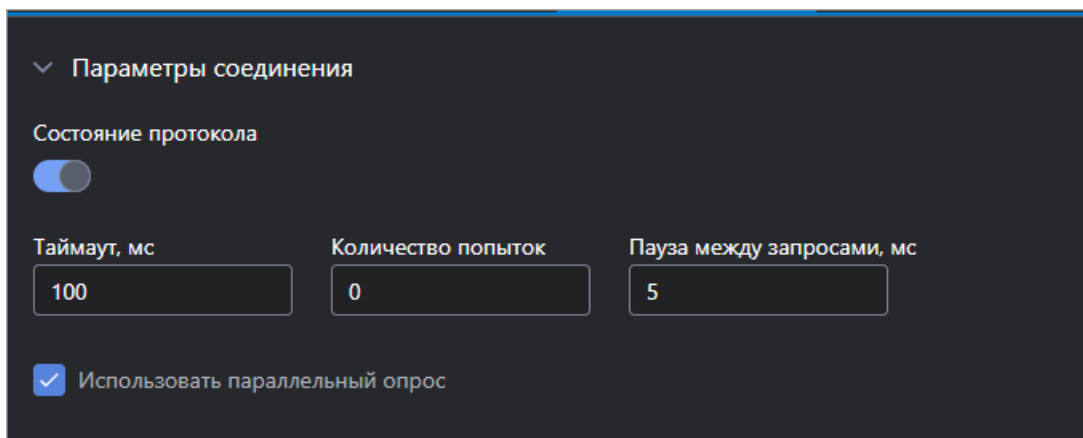 Параметры соединения
Состояние протокола
Таймаут, мс Количество попыток Пауза между запросами, мс
100 0 5
Использовать параллельный опрос